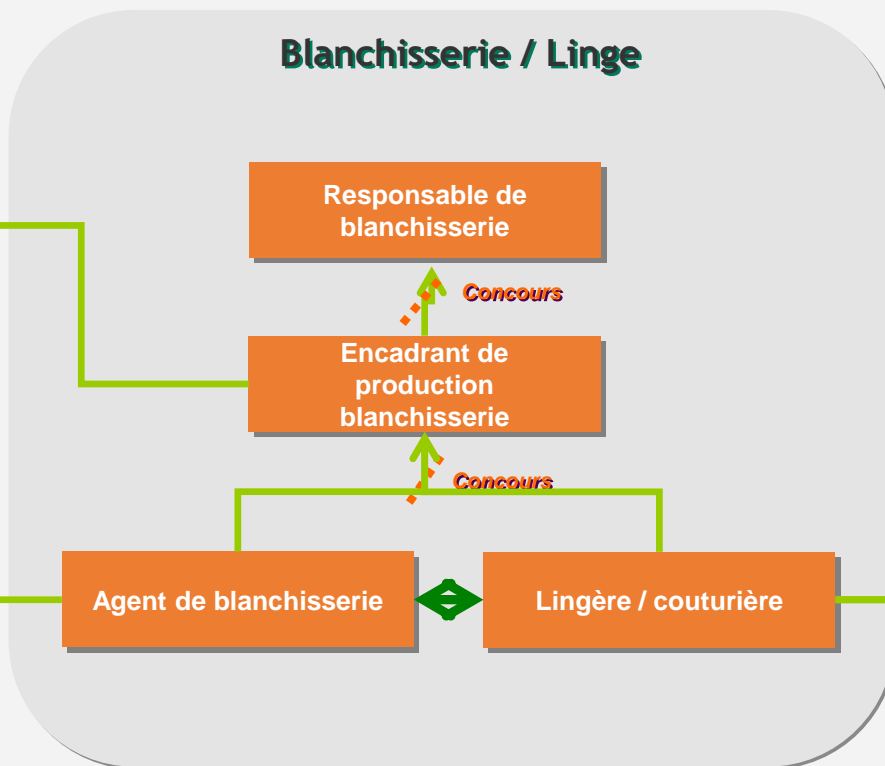 Blanchisserie / Linge
Responsable de
blanchisserie
Concours
Encadrant de
production
blanchisserie
Concours
Agent de blanchisserie
Lingère / couturière